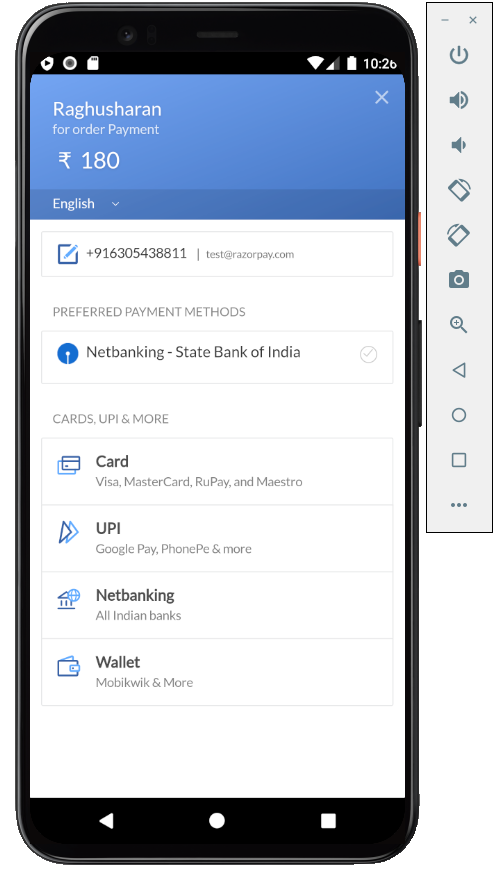 10:26
Raghusharan
for order Payment
₹ 180
English
+916305438811 | test@razorpay.com
PREFERRED PAYMENT METHODS
Netbanking - State Bank of India
CARDS, UPI & MORE
Card
Visa, MasterCard, RuPay, and Maestro
UPI
Google Pay, PhonePe & more
Netbanking
All Indian banks
Wallet
Mobikwik & More